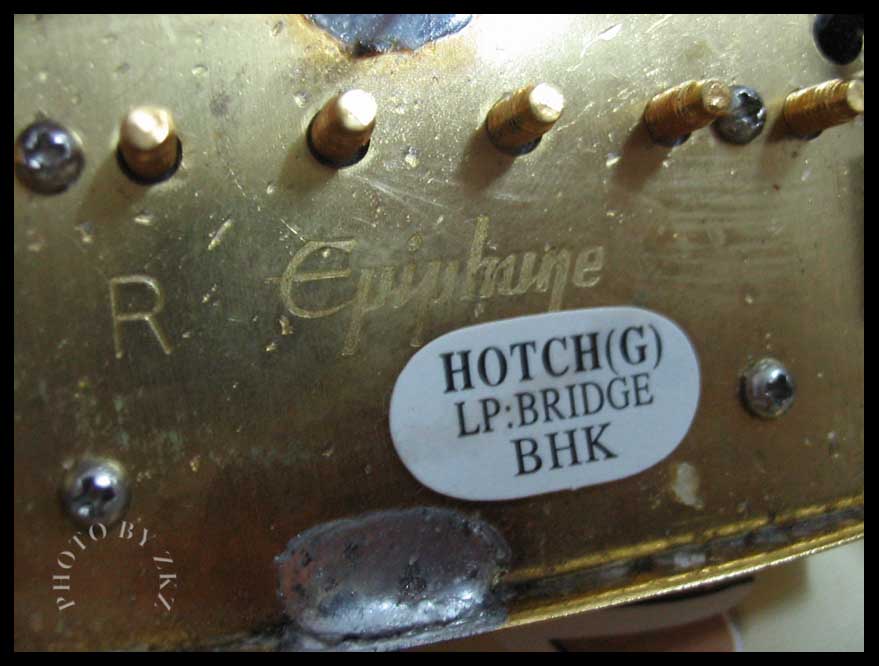 R
Epiphone
HOTCH(G)
LP:BRIDGE
BHK
PHOTO BY ZKZ